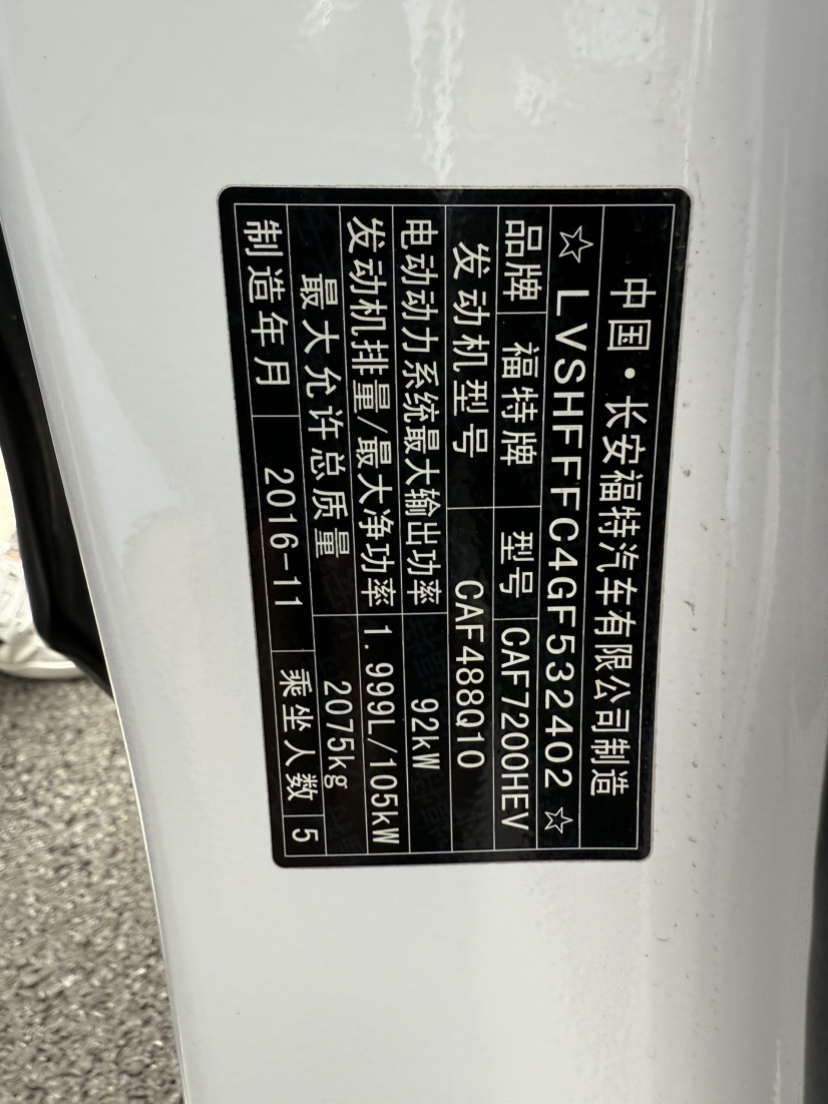 中国·长安福特汽车有限公司制造
☆LVSHFFFC4GF532402☆
品牌 福特牌 型号 CAF7200HEV
发动机型号 CAF488Q10
电动动力系统最大输出功率 92kW
发动机排量/最大净功率 1.999L/105kW
最大允许总质量 2075kg
制造年月 2016-11 乘坐人数 5